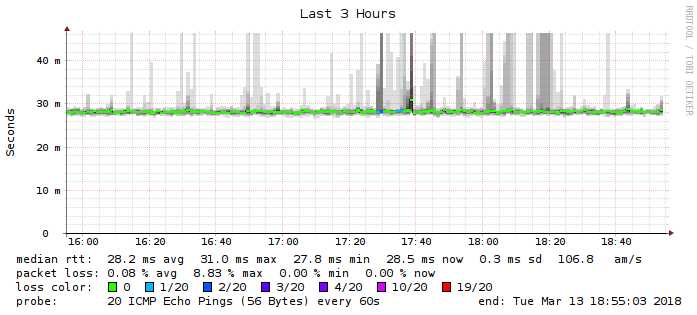 Last 3 Hours
RRDTOOL / TOBI OETIKER
Seconds
40 m
30 m
20 m
10 m
0
16:00 16:20 16:40 17:00 17:20 17:40 18:00 18:20 18:40
median rtt: 28.2 ms avg 31.0 ms max 27.8 ms min 28.5 ms now 0.3 ms sd 106.8 am/s
packet loss: 0.08 % avg 8.83 % max 0.00 % min 0.00 % now
loss color: 0 1/20 2/20 3/20 4/20 10/20 19/20
probe: 20 ICMP Echo Pings (56 Bytes) every 60s end: Tue Mar 13 18:55:03 2018